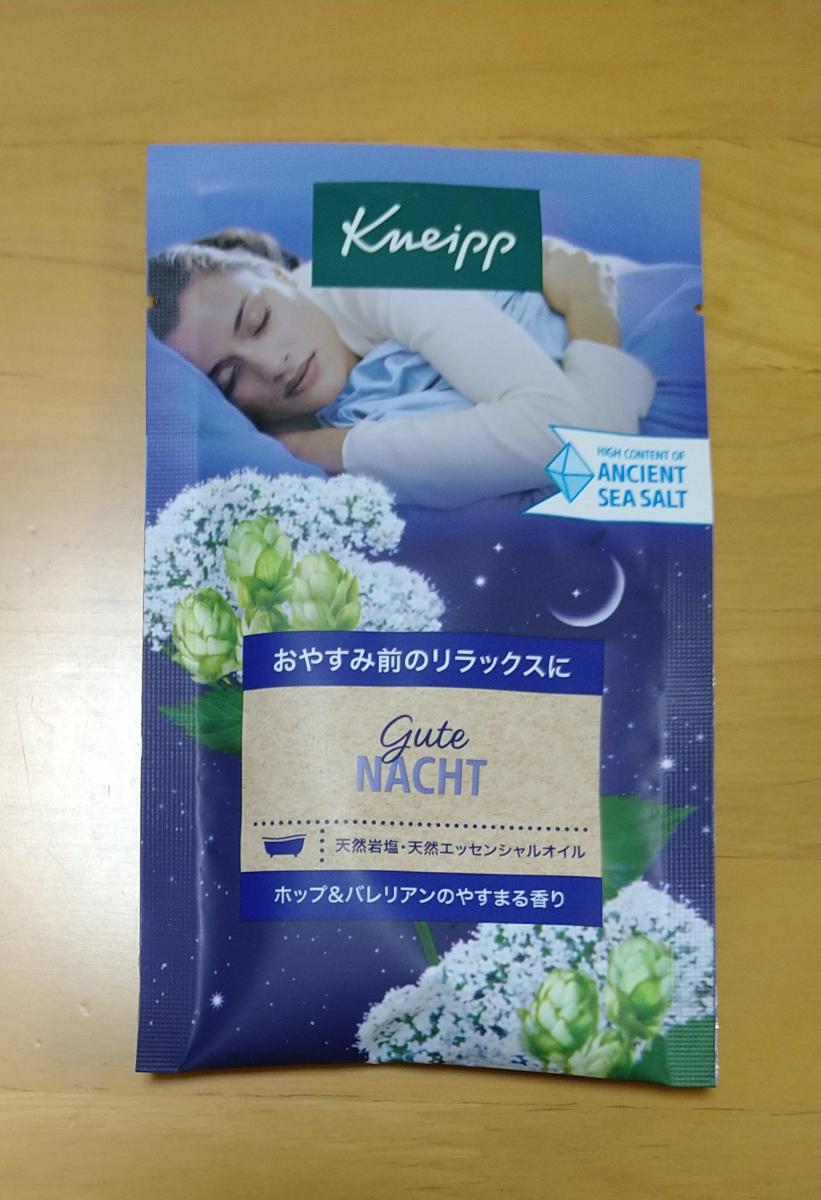 Kneipp
HIGH CONTENT OF
ANCIENT
SEA SALT
おやすみ前のリラックスに
Gute
NACHT
天然岩塩・天然エッセンシャルオイル
ホップ&バレリアンのやすまる香り